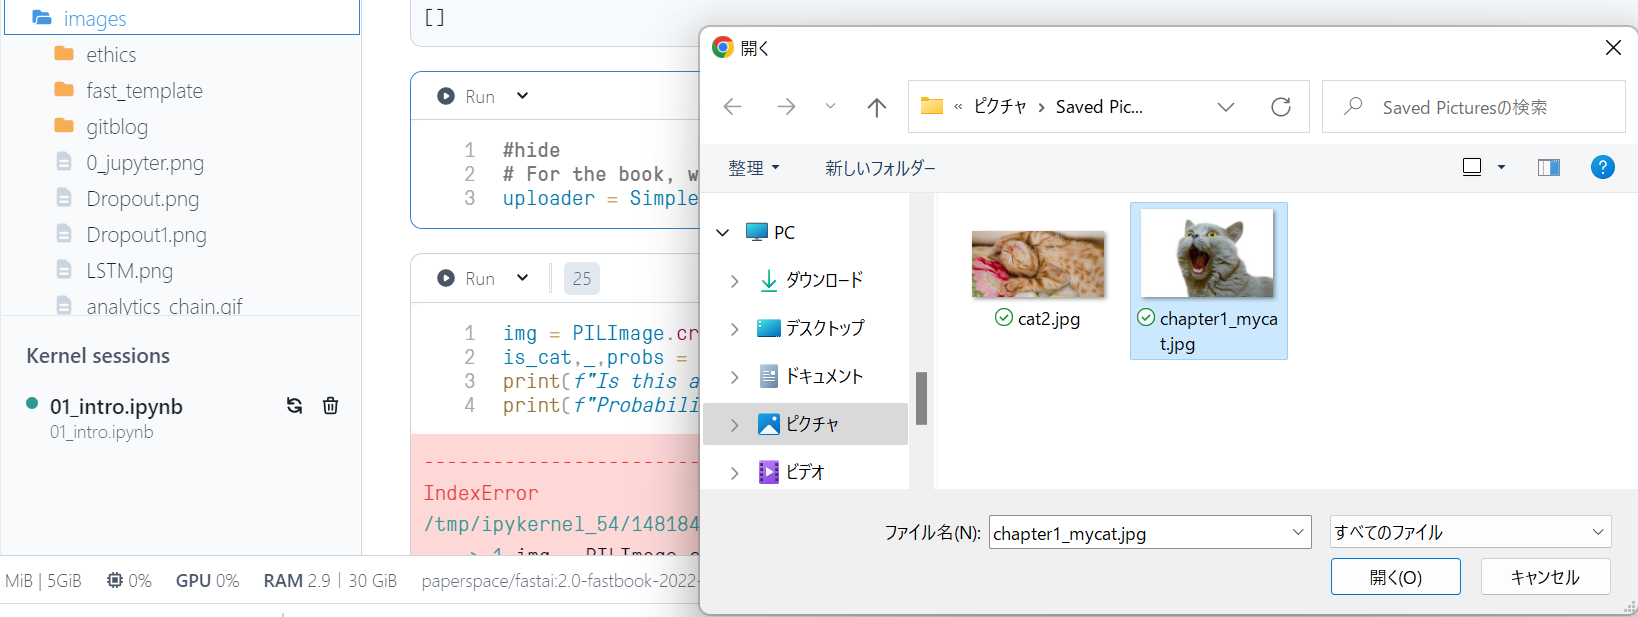 images
ethics
fast_template
gitblog
0_jupyter.png
Dropout.png
Dropout1.png
LSTM.png
analytics_chain.gif
Kernel sessions
01_intro.ipynb
01_intro.ipynb
[]
Run
1 #hide
2 # For the book, w
3 uploader = Simple
Run 25
1 img = PILImage.cr
2 is_cat,_,probs =
3 print(f"Is this a
4 print(f"Probabili
---------------------------
IndexError
/tmp/ipykernel_54/148184
MiB | 5GiB 0% GPU 0% RAM 2.9 | 30 GiB paperspace/fastai:2.0-fastbook-2022-
開く
« ピクチャ › Saved Pic...
Saved Picturesの検索
整理 新しいフォルダー
PC
ダウンロード
デスクトップ
ドキュメント
ピクチャ
ビデオ
cat2.jpg
chapter1_myca
t.jpg
ファイル名(N): chapter1_mycat.jpg すべてのファイル
開く(O) キャンセル